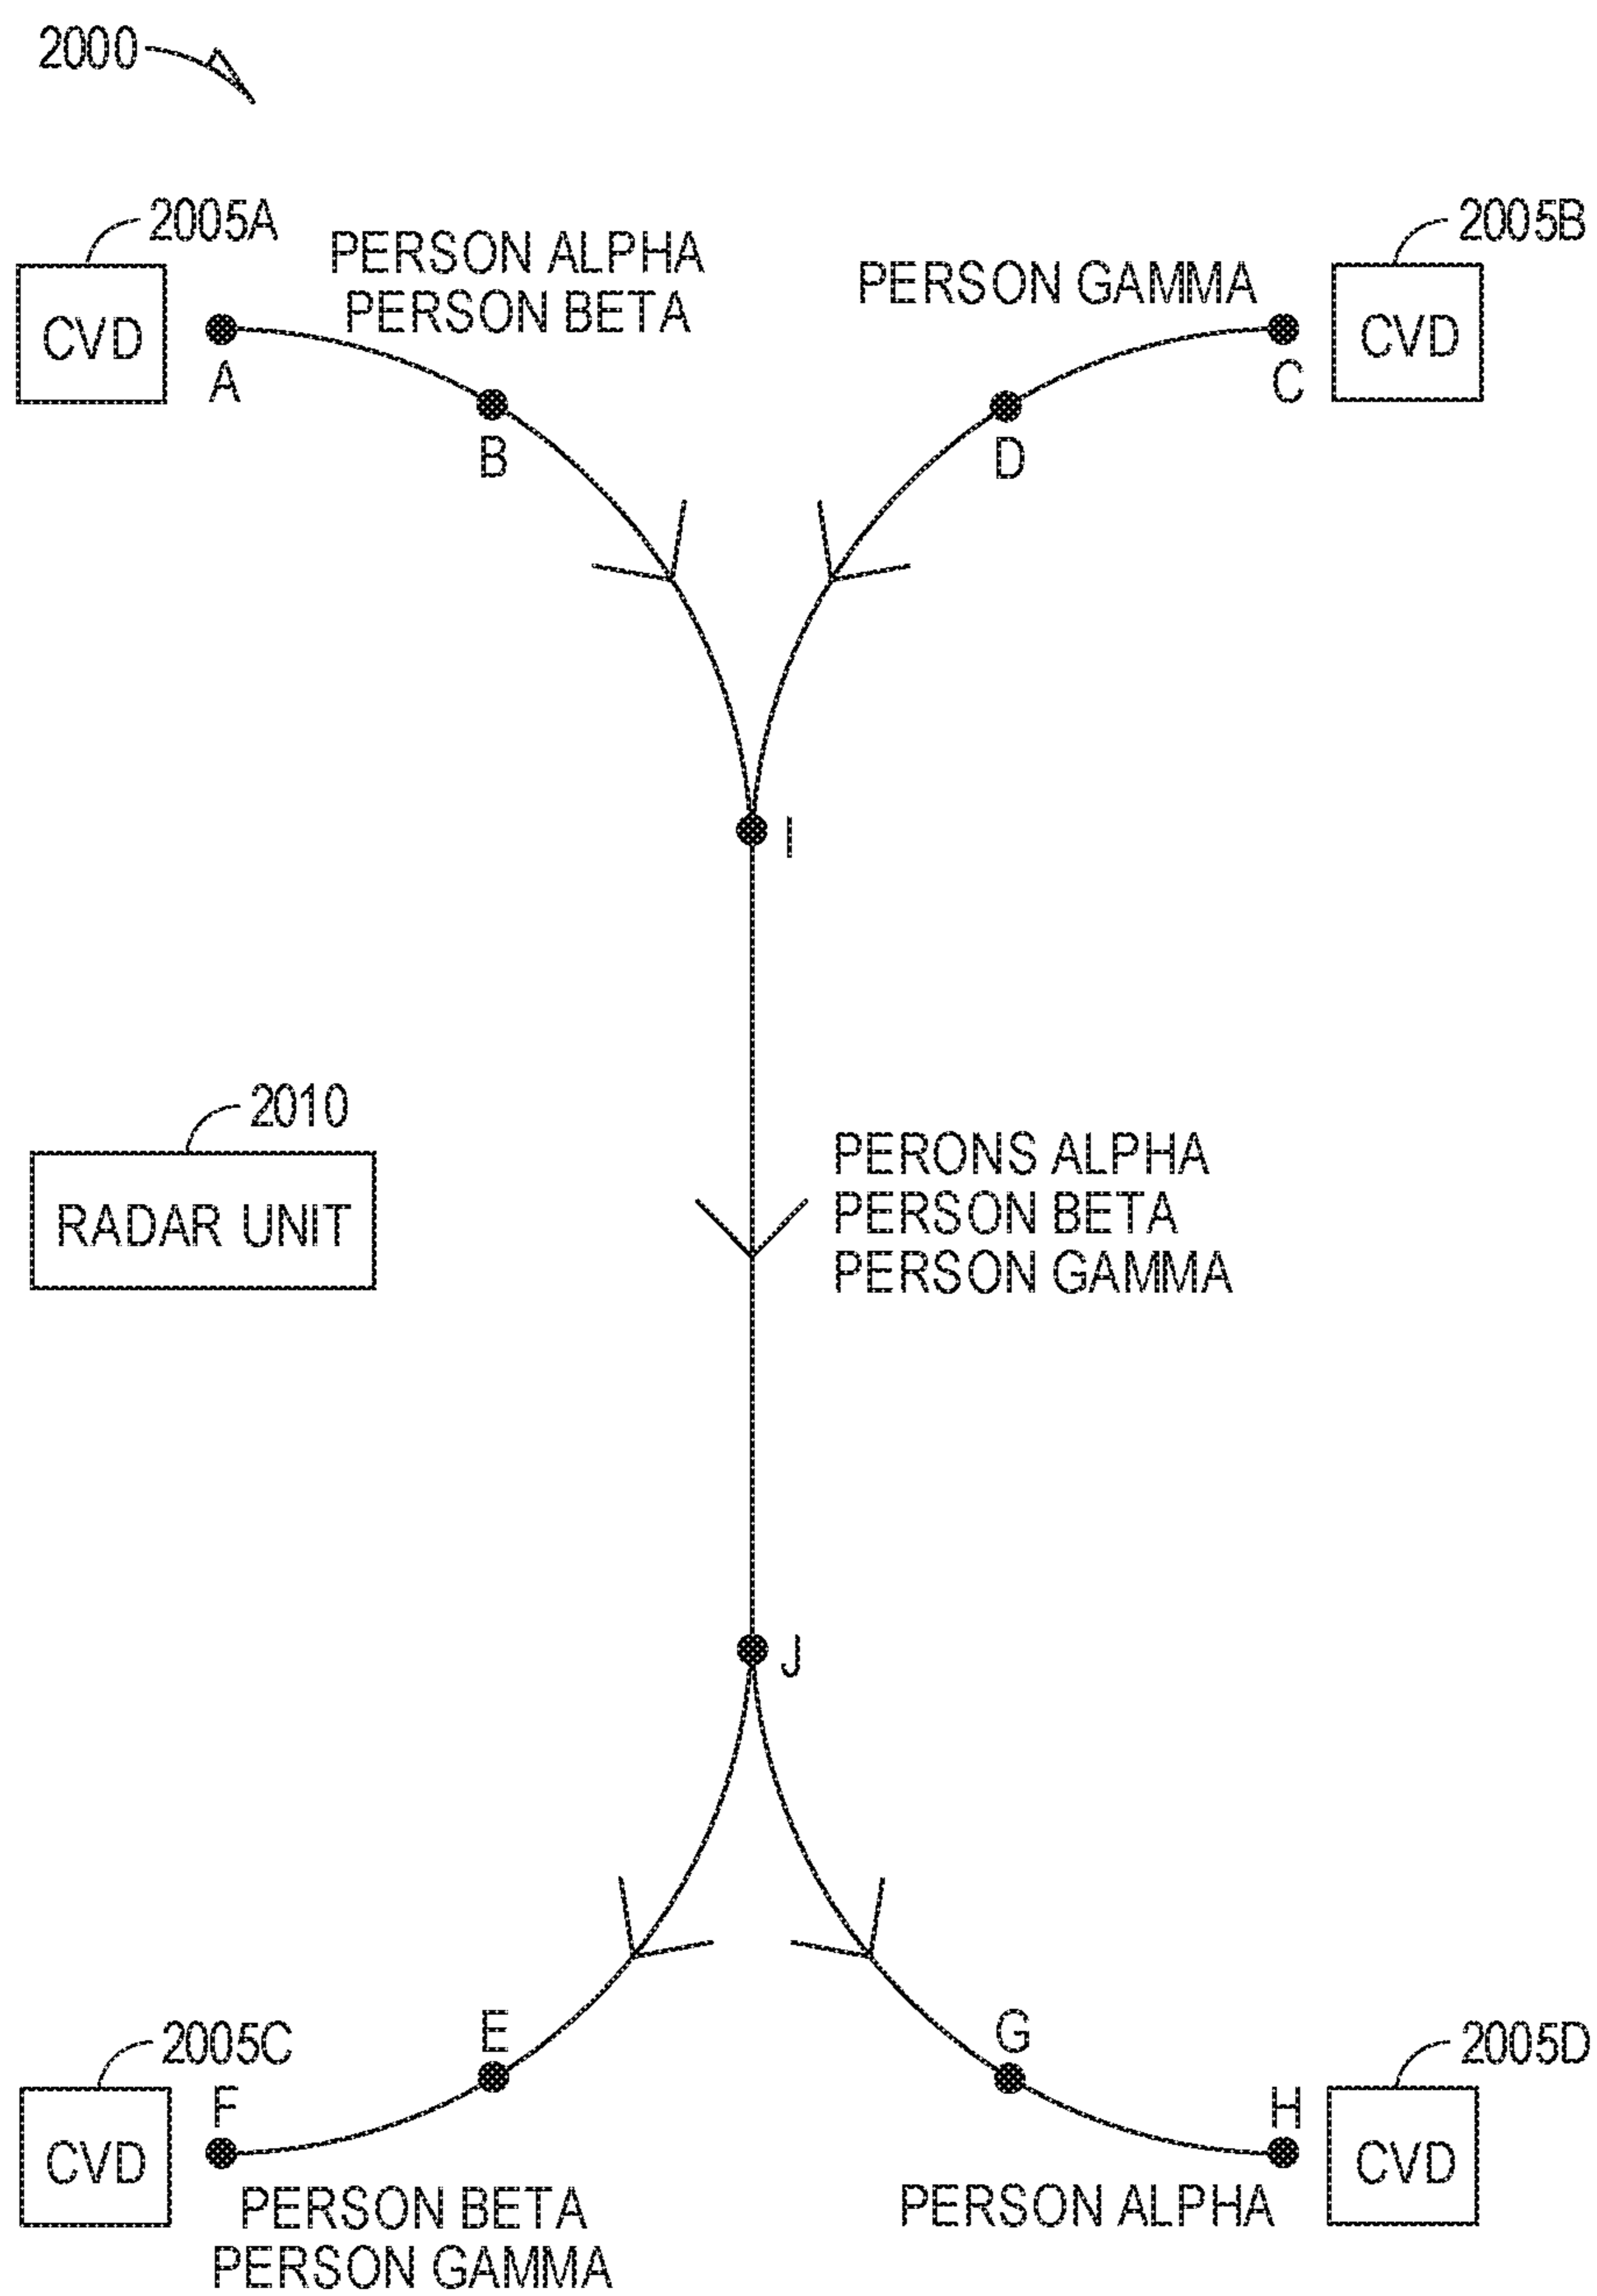 2000
2005A
PERSON ALPHA
PERSON BETA
CVD
A
B
2005B
PERSON GAMMA
CVD
C
D
I
2010
RADAR UNIT
PERONS ALPHA
PERSON BETA
PERSON GAMMA
J
2005C
E
F
CVD
PERSON BETA
PERSON GAMMA
G
2005D
H
CVD
PERSON ALPHA